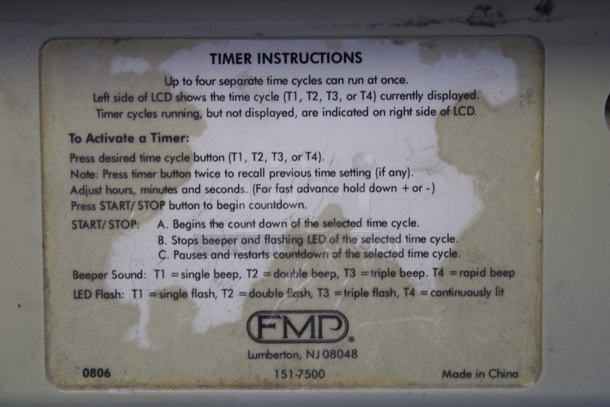 TIMER INSTRUCTIONS
Up to four separate time cycles can run at once.
Left side of LCD shows the time cycle (T1, T2, T3, or T4) currently displayed.
Timer cycles running, but not displayed, are indicated on right side of LCD.
To Activate a Timer:
Press desired time cycle button (T1, T2, T3, or T4).
Note: Press timer button twice to recall previous time setting (if any).
Adjust hours, minutes and seconds. (For fast advance hold down + or -)
Press START/ STOP button to begin countdown.
START/ STOP: A. Begins the count down of the selected time cycle.
B. Stops beeper and flashing LED of the selected time cycle.
C. Pauses and restarts countdown of the selected time cycle.
Beeper Sound: T1 = single beep, T2 = double beep, T3 = triple beep. T4 = rapid beep
LED Flash: T1 = single flash, T2 = double flash, T3 = triple flash, T4 = continuously lit
FMP®
Lumberton, NJ 08048
0806 151-7500 Made in China